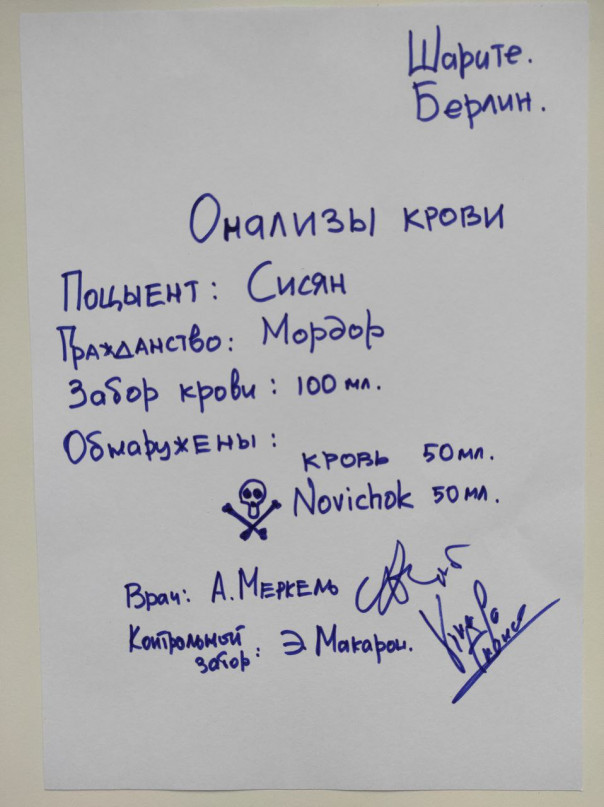 Шарите.
Берлин.
Онализы крови
Поцыент: Сисян
Гражданство: Мордор
Забор крови: 100 мл.
Обнаружены:
кровь 50 мл.
Novichok 50 мл.
Врач: А. Меркель
Контрольный забор: Э Макарон.